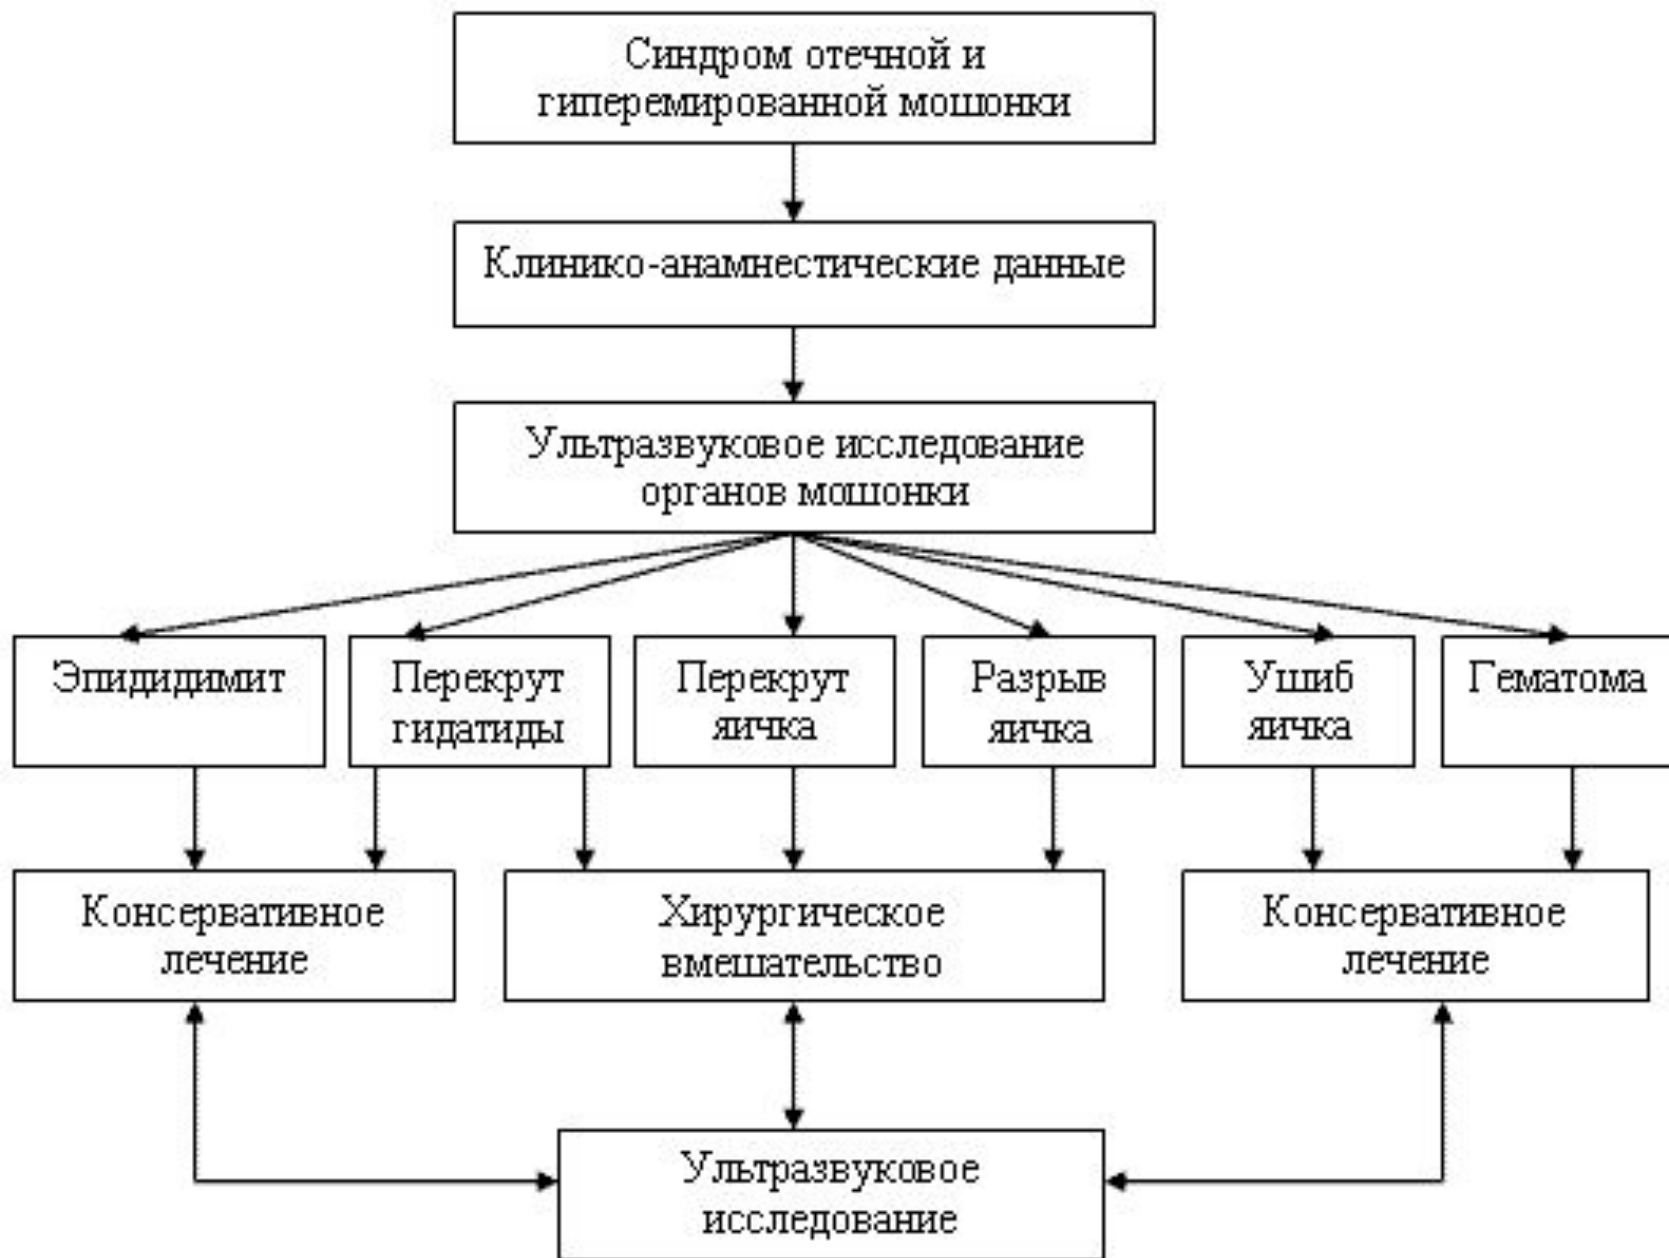 Синдром отечной и
гиперемированной мошонки
Клинико-анамнестические данные
Ультразвуковое исследование
органов мошонки
Эпидидимит
Перекрут
гидатиды
Перекрут
яичка
Разрыв
яичка
Ушиб
яичка
Гематома
Консервативное
лечение
Хирургическое
вмешательство
Консервативное
лечение
Ультразвуковое
исследование